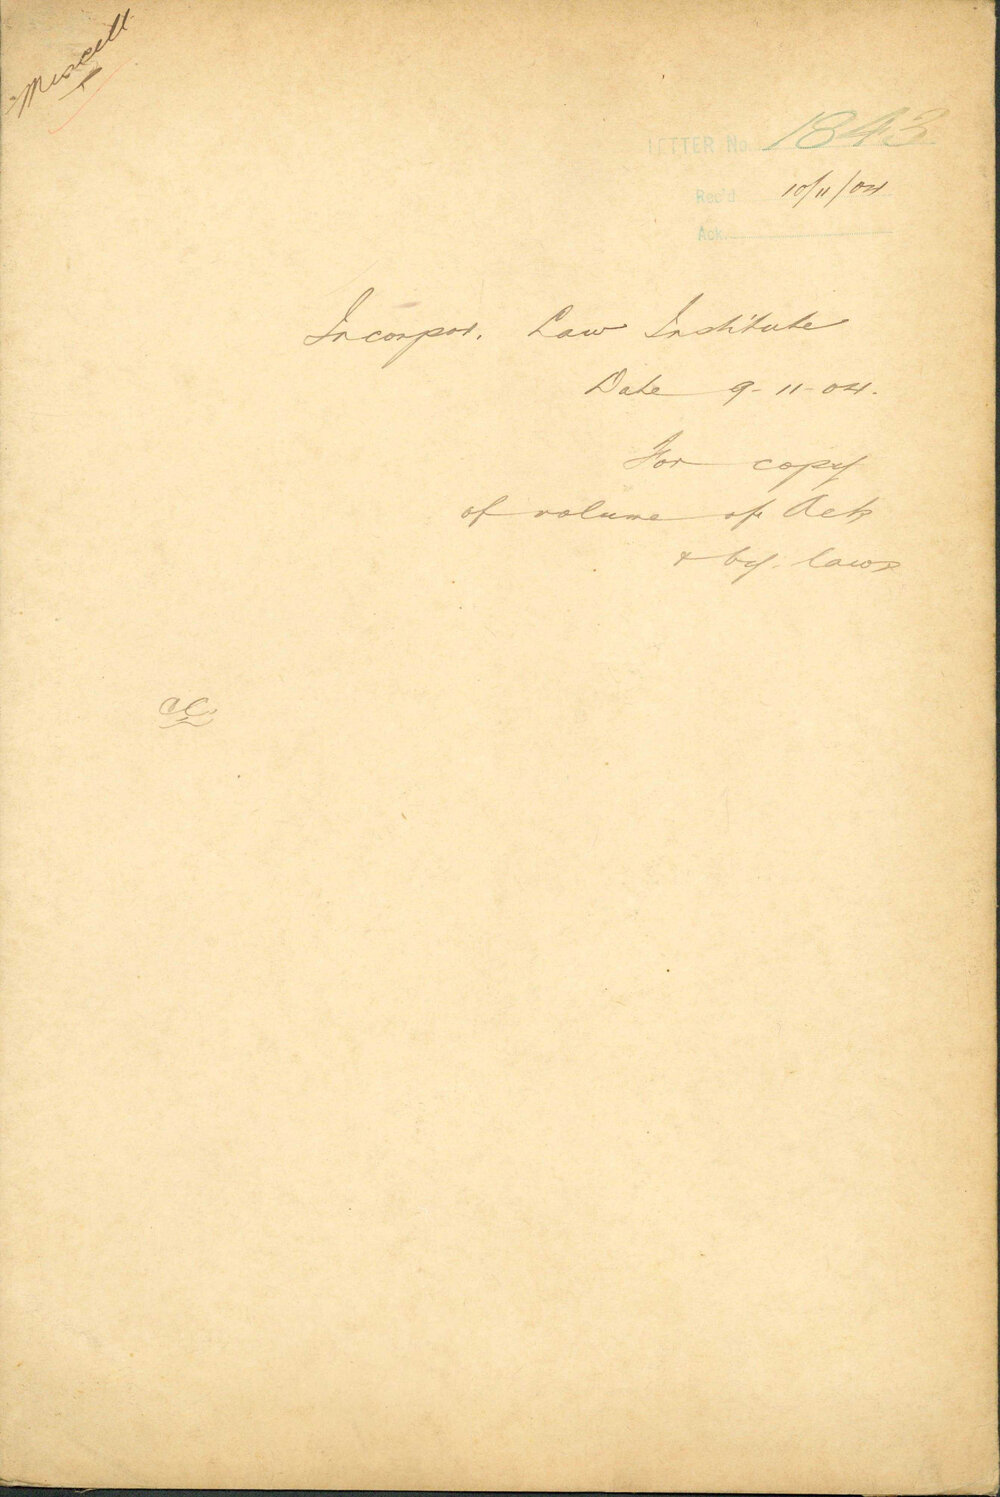 Miscell
LETTER No. 1843
Rec'd 10/11/04
Ack.
Incorpor. Law Institute
Date 9-11-04.
For copy
of volume of Acts
& by. laws